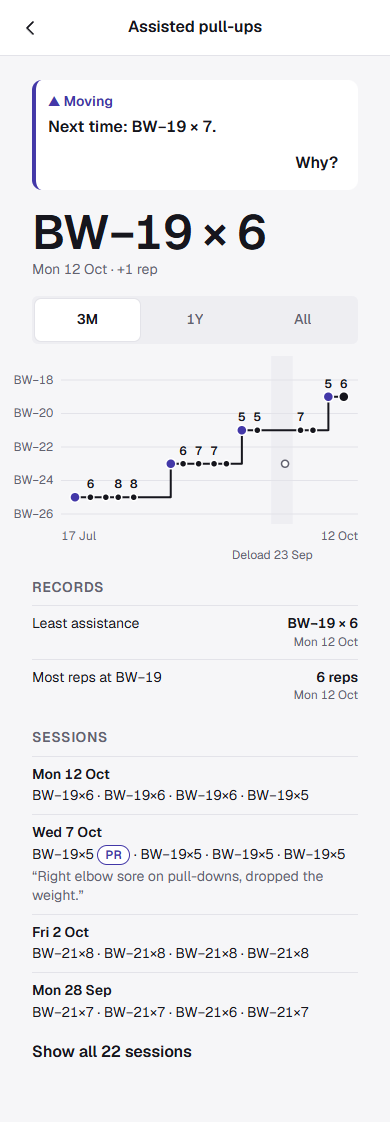 Assisted pull-ups
▲ Moving
Next time: BW–19 × 7.
Why?
BW–19 × 6
Mon 12 Oct · +1 rep
3M 1Y All
BW–18
BW–20
BW–22
BW–24
BW–26
6 8 8 6 7 7 5 5 7 5 6
17 Jul 12 Oct
Deload 23 Sep
RECORDS
Least assistance BW–19 × 6
Mon 12 Oct
Most reps at BW–19 6 reps
Mon 12 Oct
SESSIONS
Mon 12 Oct
BW–19×6 · BW–19×6 · BW–19×6 · BW–19×5
Wed 7 Oct
BW–19×5 PR · BW–19×5 · BW–19×5 · BW–19×5
“Right elbow sore on pull-downs, dropped the
weight.”
Fri 2 Oct
BW–21×8 · BW–21×8 · BW–21×8 · BW–21×8
Mon 28 Sep
BW–21×7 · BW–21×7 · BW–21×6 · BW–21×7
Show all 22 sessions